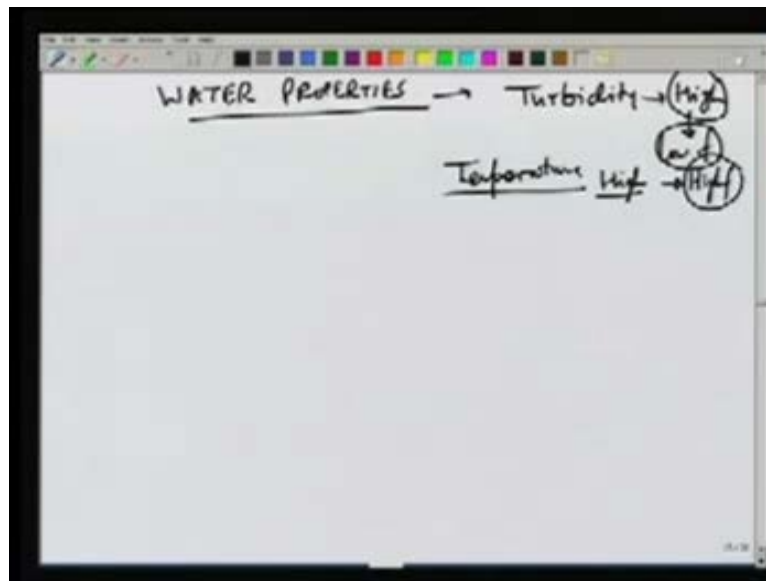 WATER PROPERTIES → Turbidity → High
Temperature High → High